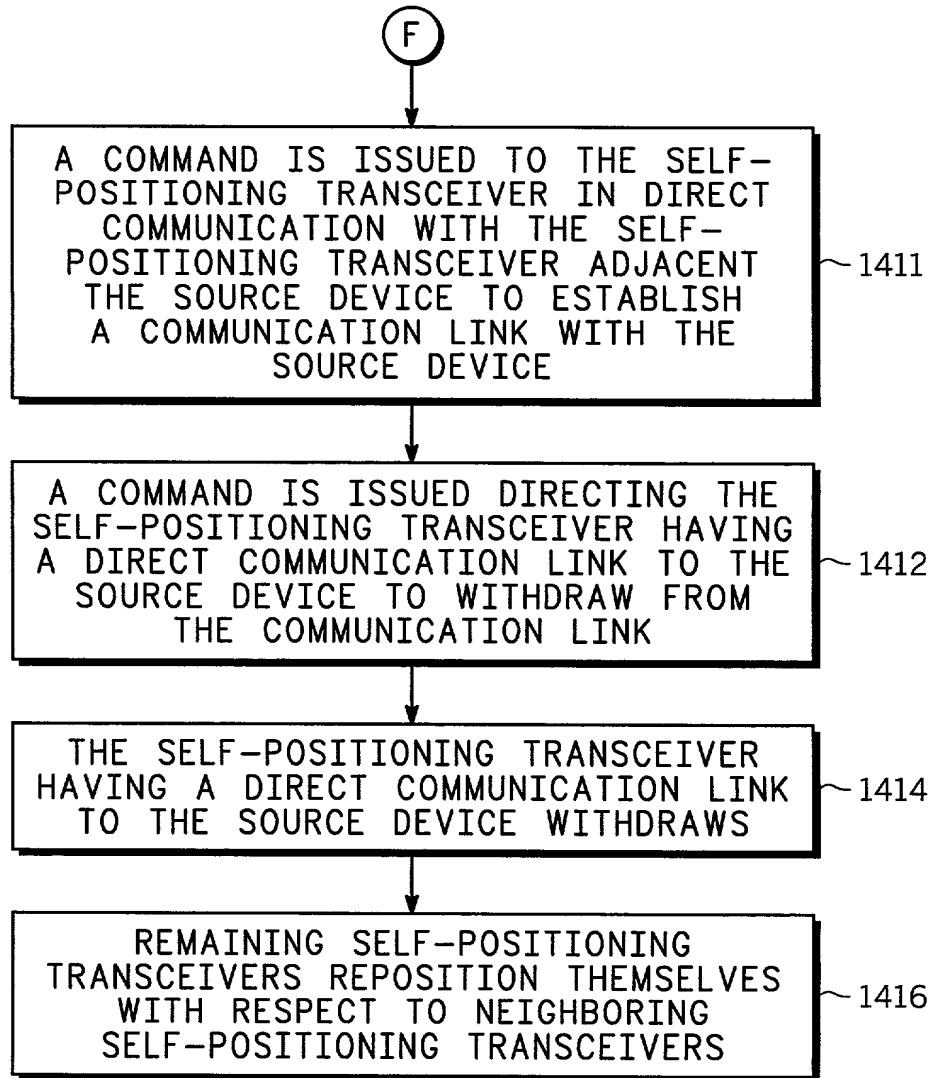 F
A COMMAND IS ISSUED TO THE SELF-
POSITIONING TRANSCEIVER IN DIRECT
COMMUNICATION WITH THE SELF-
POSITIONING TRANSCEIVER ADJACENT
THE SOURCE DEVICE TO ESTABLISH
A COMMUNICATION LINK WITH THE
SOURCE DEVICE
1411
A COMMAND IS ISSUED DIRECTING THE
SELF-POSITIONING TRANSCEIVER HAVING
A DIRECT COMMUNICATION LINK TO THE
SOURCE DEVICE TO WITHDRAW FROM
THE COMMUNICATION LINK
1412
THE SELF-POSITIONING TRANSCEIVER
HAVING A DIRECT COMMUNICATION LINK
TO THE SOURCE DEVICE WITHDRAWS
1414
REMAINING SELF-POSITIONING
TRANSCEIVERS REPOSITION THEMSELVES
WITH RESPECT TO NEIGHBORING
SELF-POSITIONING TRANSCEIVERS
1416